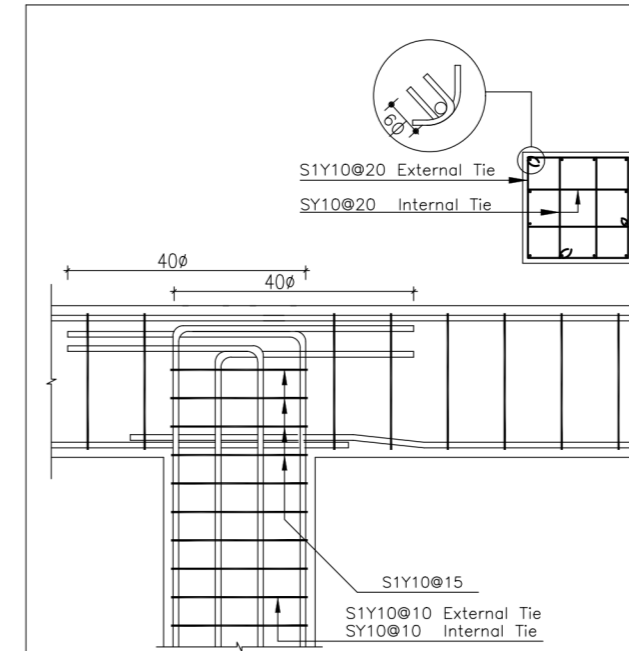 6Ø
S1Y10@20 External Tie
SY10@20 Internal Tie
40ø
40ø
S1Y10@15
S1Y10@10 External Tie
SY10@10 Internal Tie